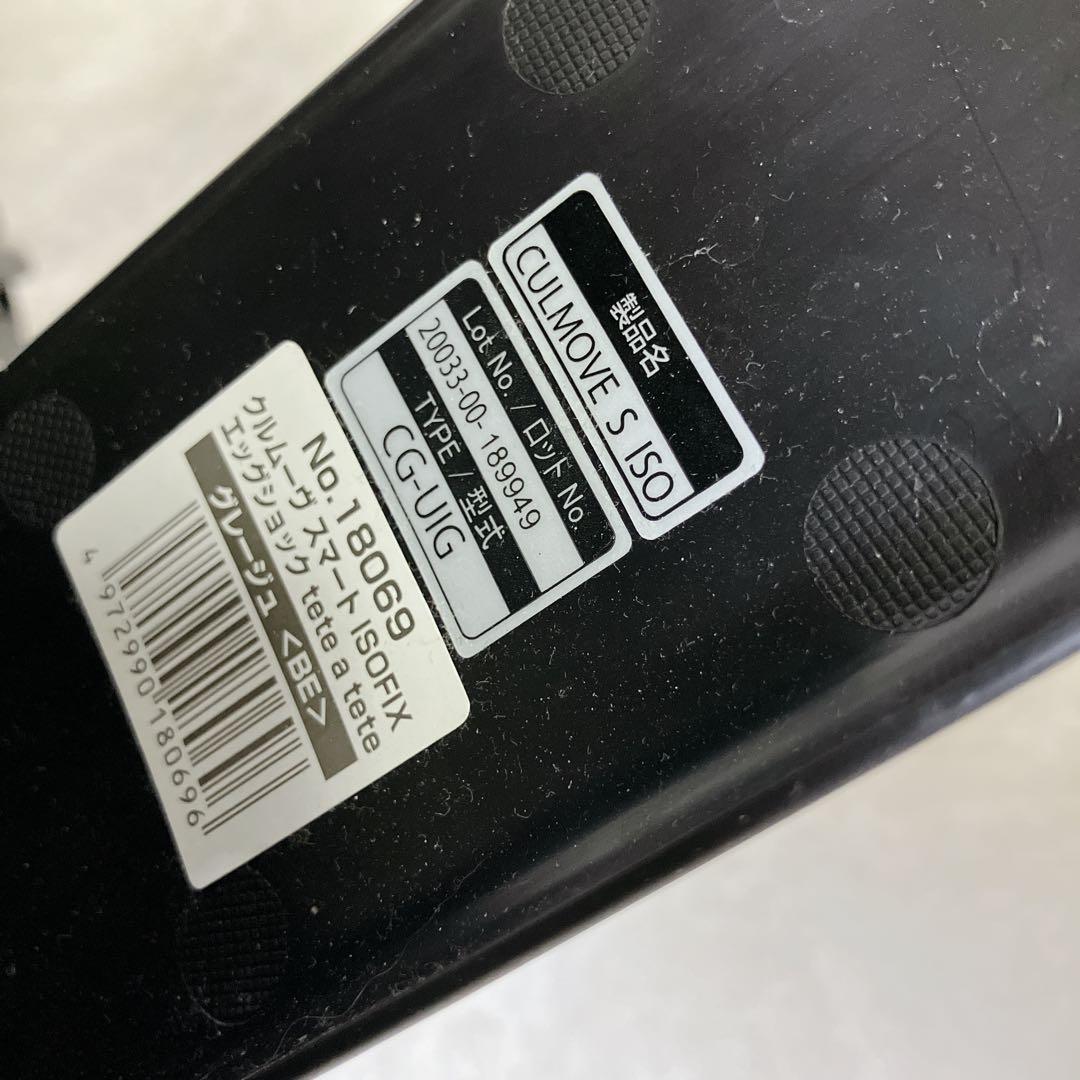 製品名
CULMOVE S ISO
Lot No. / ロット No.
20033-00-189949
TYPE / 型式
CG-UIG
No.18069
クルムーヴ スマート ISOFIX
エッグショック tete a tete
グレージュ <BE>
4 972990 180696